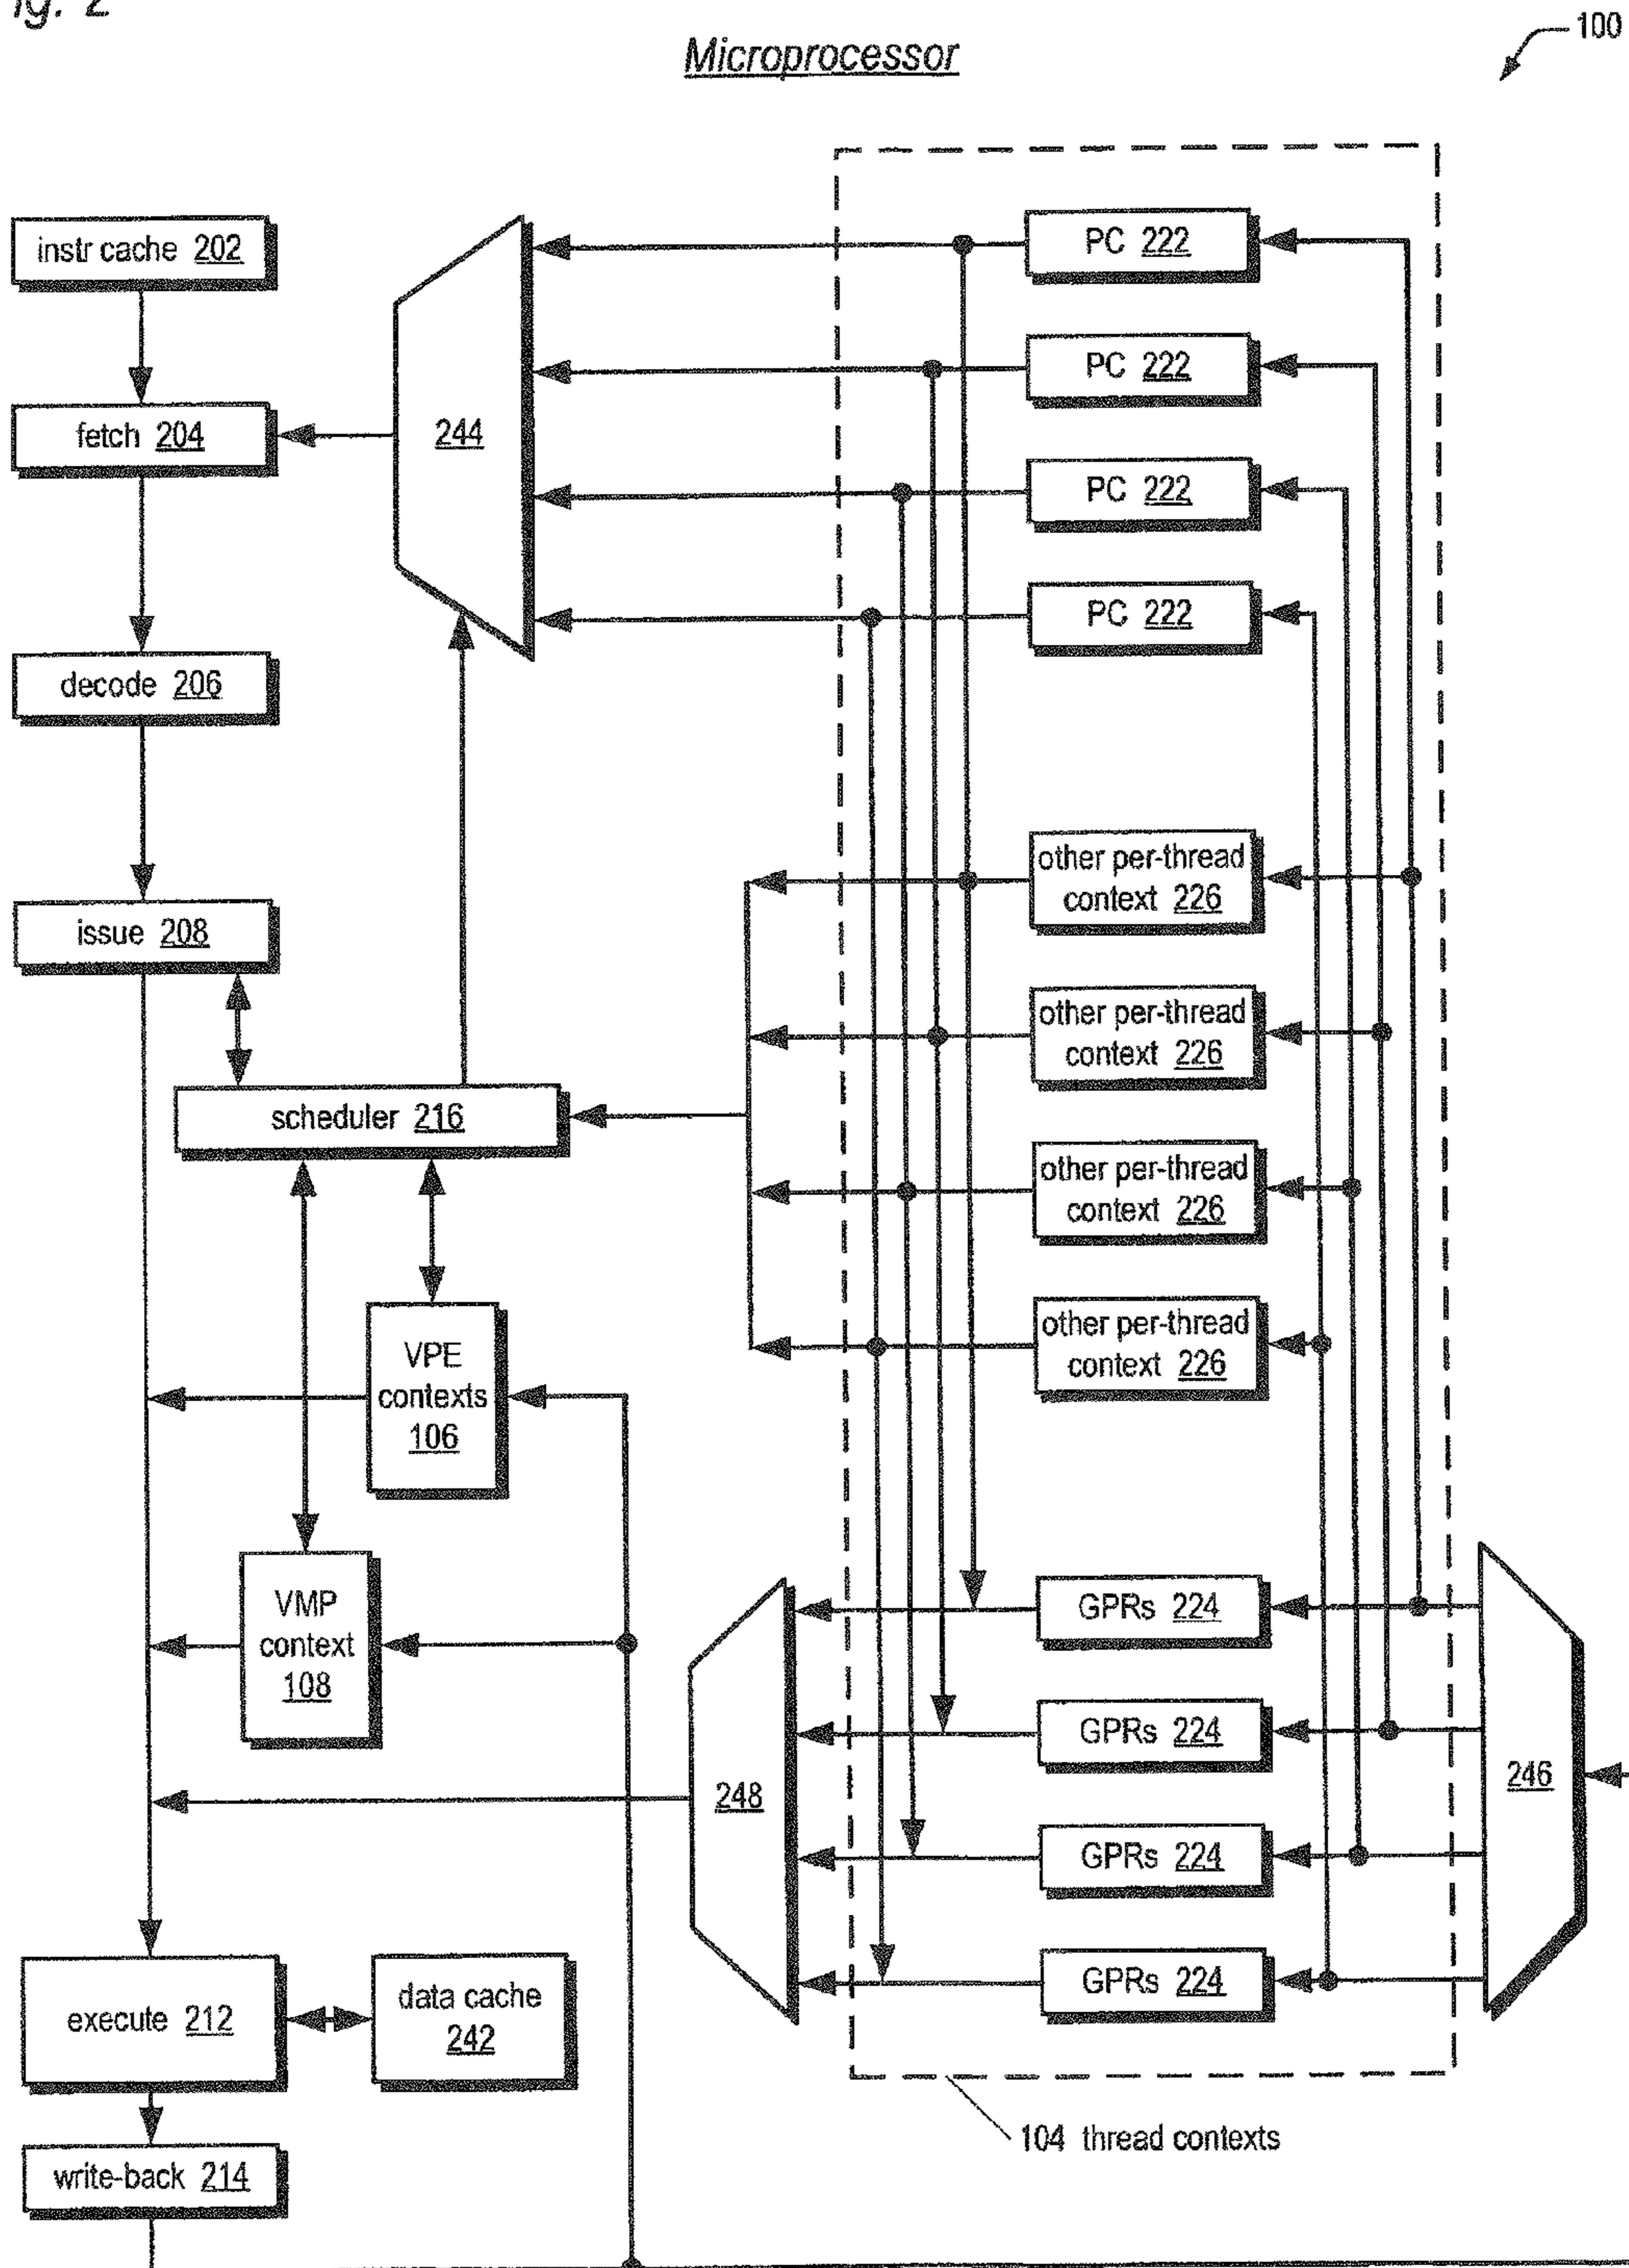 ig. 2
Microprocessor
100
instr cache 202
fetch 204
decode 206
issue 208
scheduler 216
VPE
contexts
106
VMP
context
108
execute 212
data cache
242
write-back 214
244
PC 222
PC 222
PC 222
PC 222
other per-thread
context 226
other per-thread
context 226
other per-thread
context 226
other per-thread
context 226
248
GPRs 224
GPRs 224
GPRs 224
GPRs 224
246
104 thread contexts